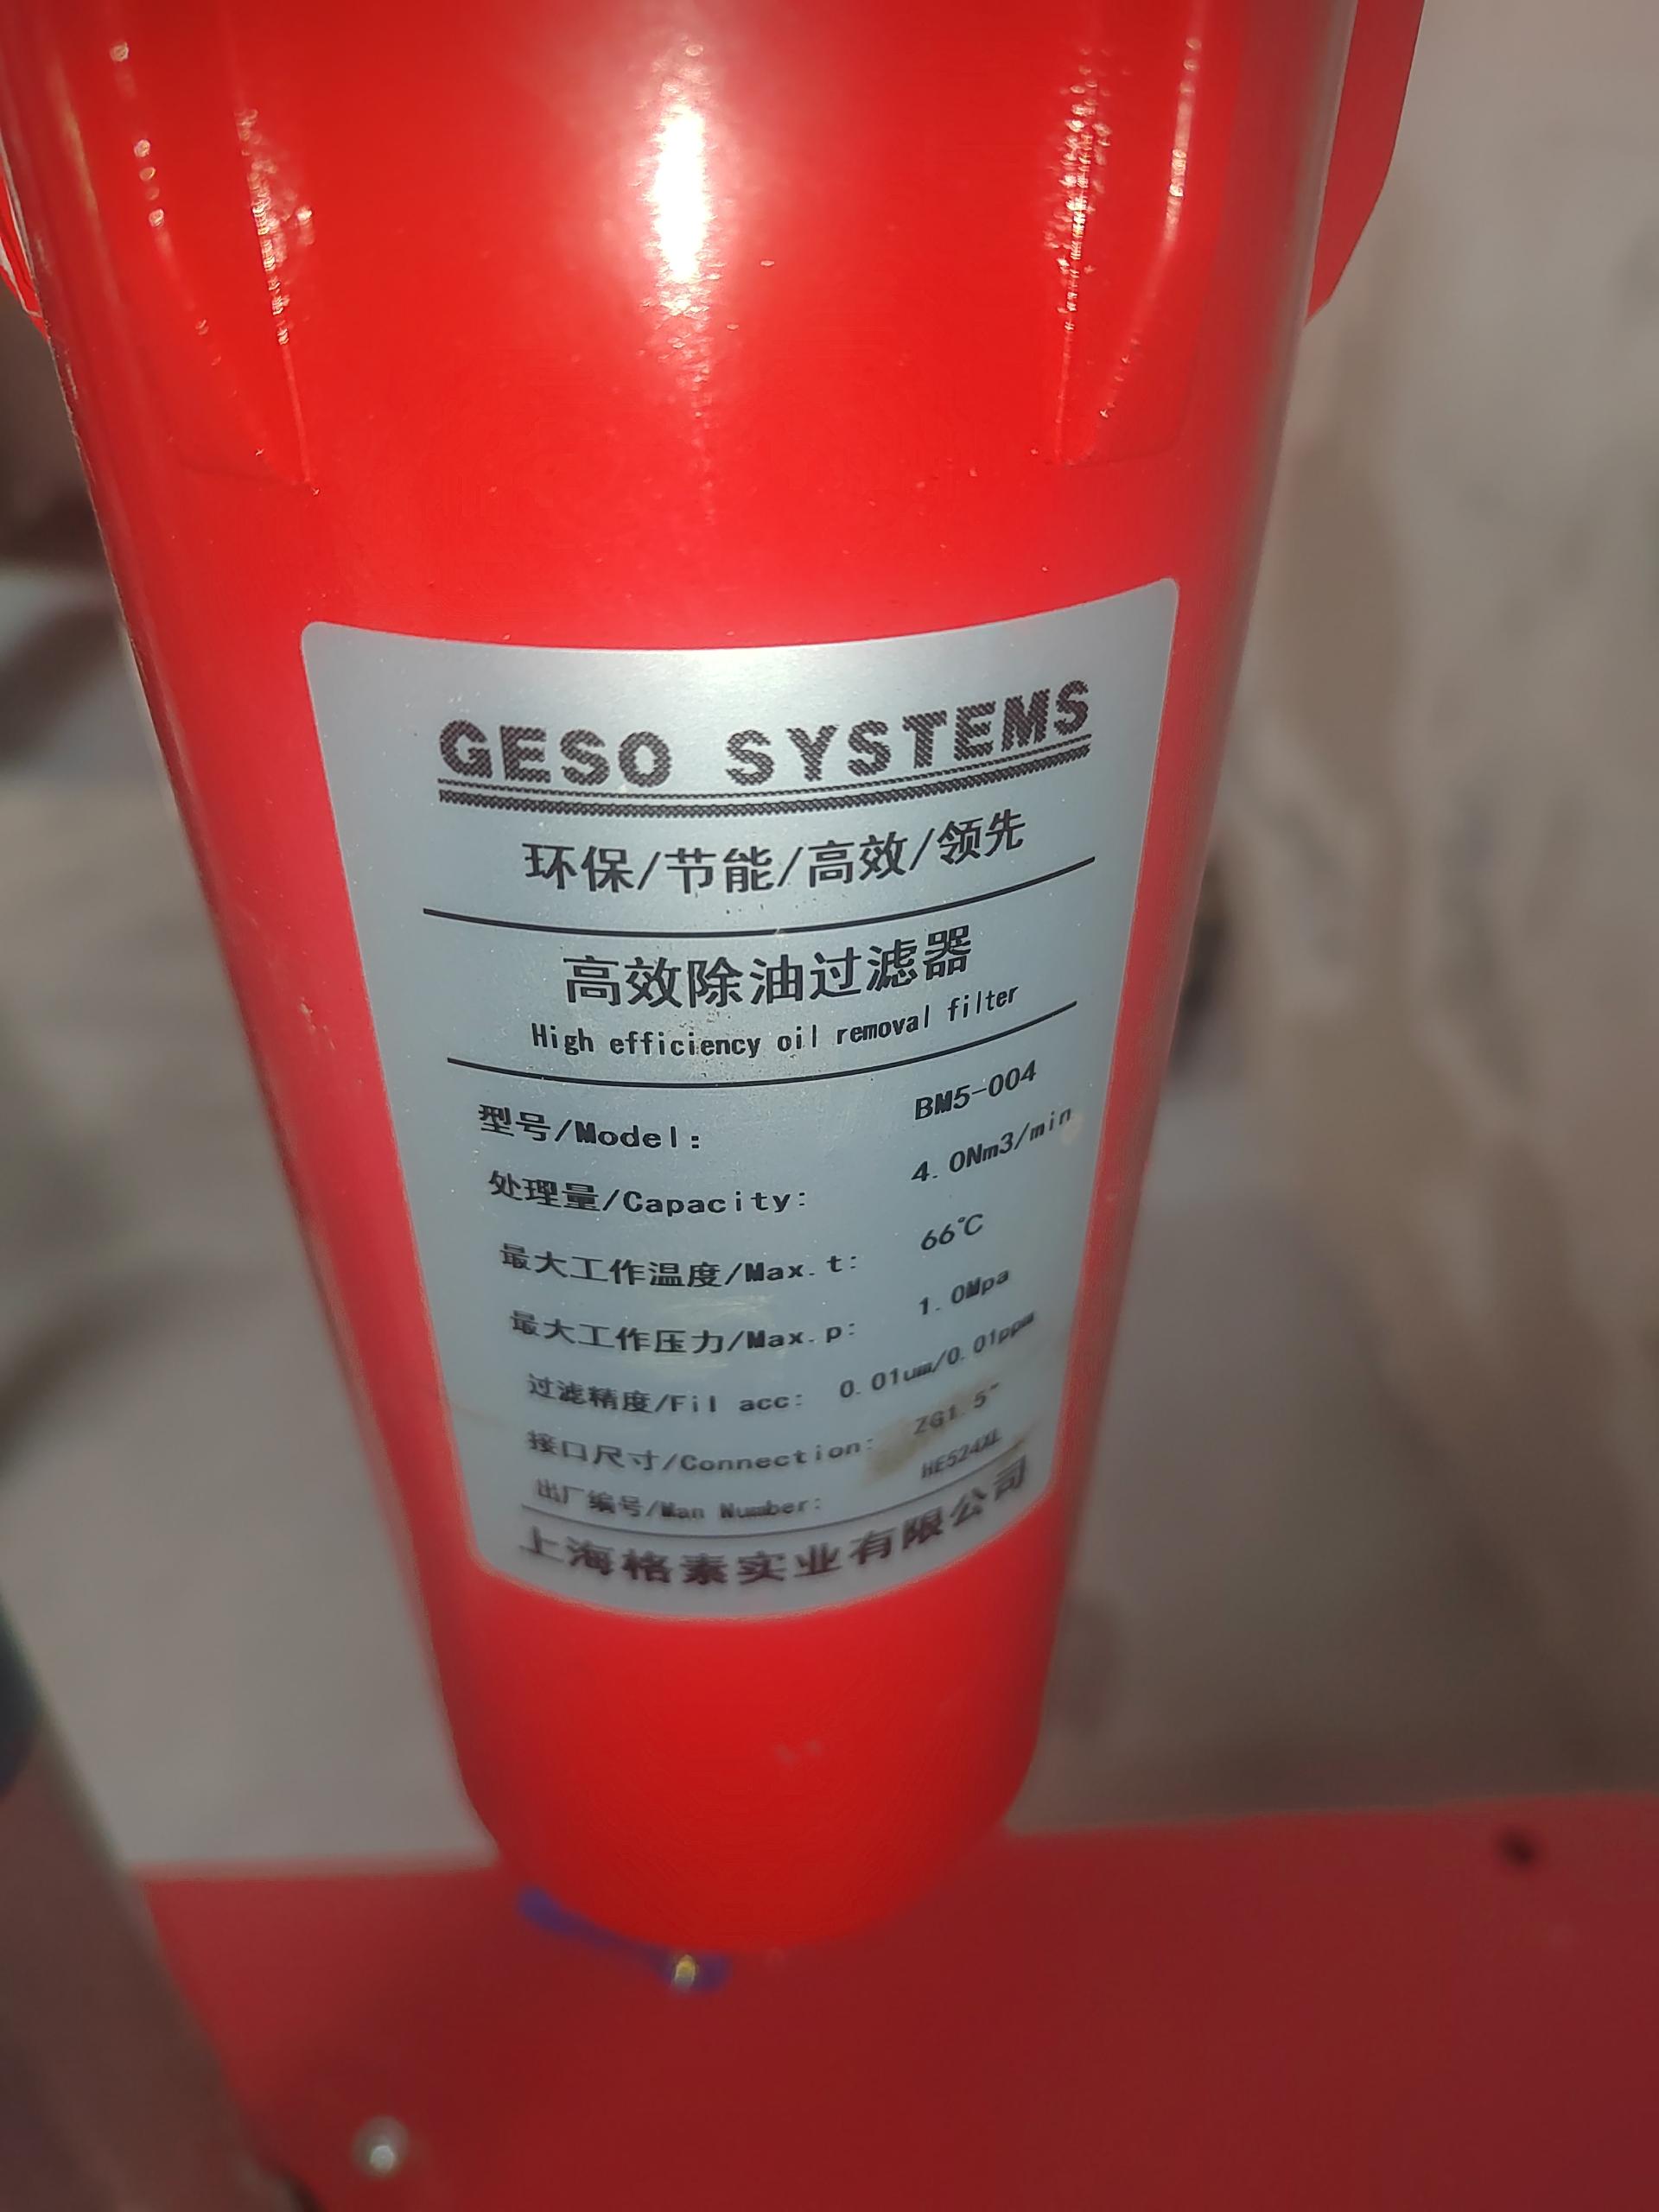 GESO SYSTEMS
环保/节能/高效/领先
高效除油过滤器
High efficiency oil removal filter
型号/Model: BM5-004
处理量/Capacity: 4.0Nm3/min
最大工作温度/Max.t: 66℃
最大工作压力/Max.p: 1.0Mpa
过滤精度/Fil acc: 0.01um/0.01ppm
接口尺寸/Connection: ZG1.5"
出厂编号/Man Number: HE524XL
上海格素实业有限公司